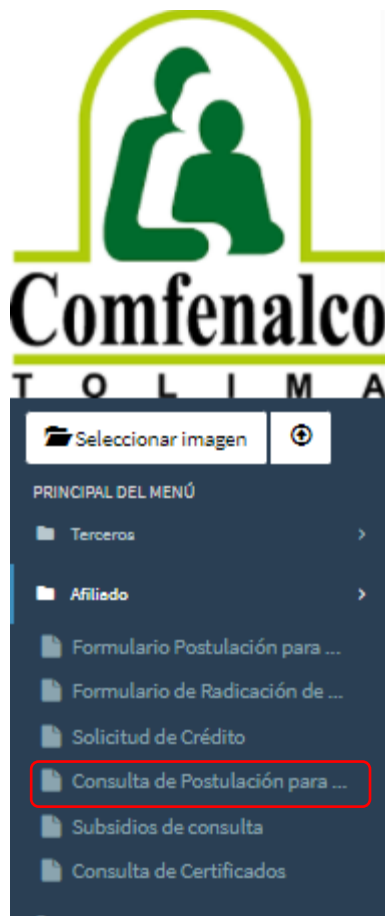 Comfenalco
TOLIMA
Seleccionar imagen
PRINCIPAL DEL MENÚ
Terceros
Afiliado
Formulario Postulación para ...
Formulario de Radicación de ...
Solicitud de Crédito
Consulta de Postulación para ...
Subsidios de consulta
Consulta de Certificados